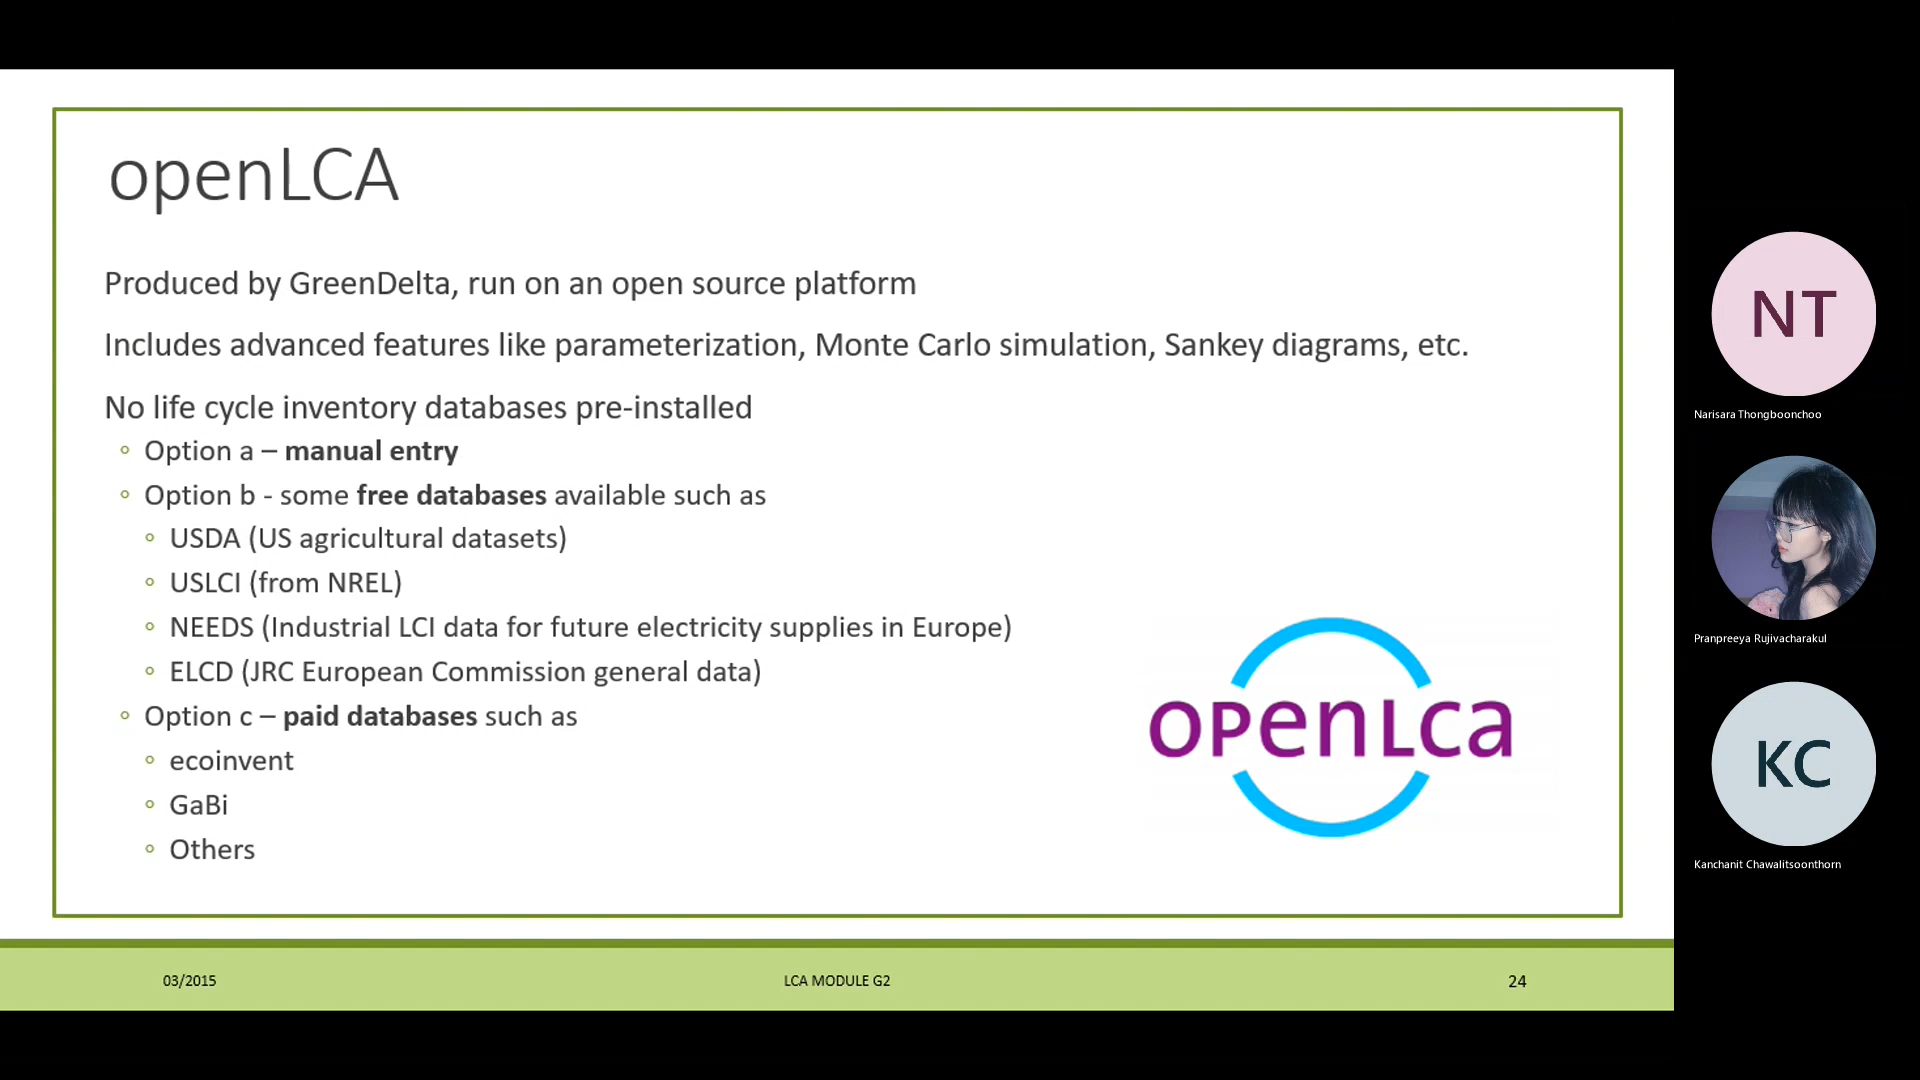 openLCA
Produced by GreenDelta, run on an open source platform
Includes advanced features like parameterization, Monte Carlo simulation, Sankey diagrams, etc.
No life cycle inventory databases pre-installed
Option a – manual entry
Option b - some free databases available such as
USDA (US agricultural datasets)
USLCI (from NREL)
NEEDS (Industrial LCI data for future electricity supplies in Europe)
ELCD (JRC European Commission general data)
Option c – paid databases such as
ecoinvent
GaBi
Others
openLca
03/2015
LCA MODULE G2
24
NT
Narisara Thongboonchoo
Pranpreeya Rujivacharakul
KC
Kanchanit Chawalitsoonthorn